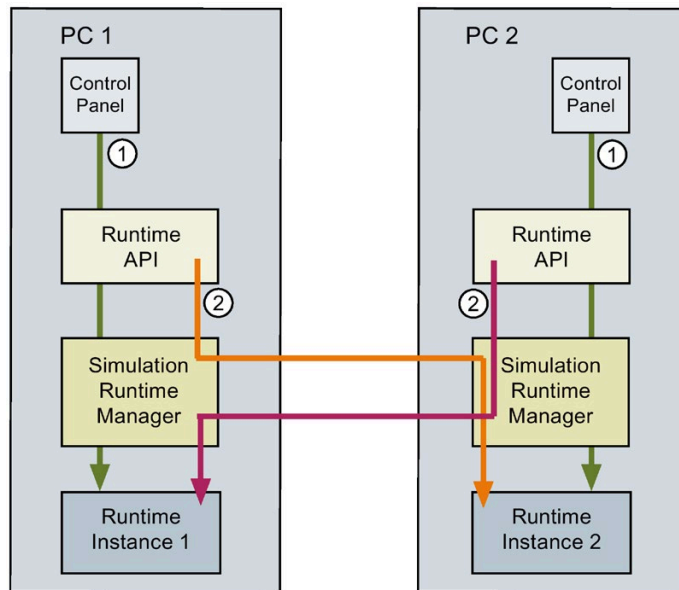 PC 1
Control
Panel
1
Runtime
API
2
Simulation
Runtime
Manager
Runtime
Instance 1
PC 2
Control
Panel
1
Runtime
API
2
Simulation
Runtime
Manager
Runtime
Instance 2